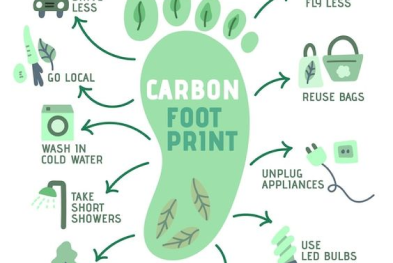 LESS
FLY LESS
GO LOCAL
CARBON
FOOT
PRINT
REUSE BAGS
WASH IN
COLD WATER
UNPLUG
APPLIANCES
TAKE
SHORT
SHOWERS
USE
LED BULBS